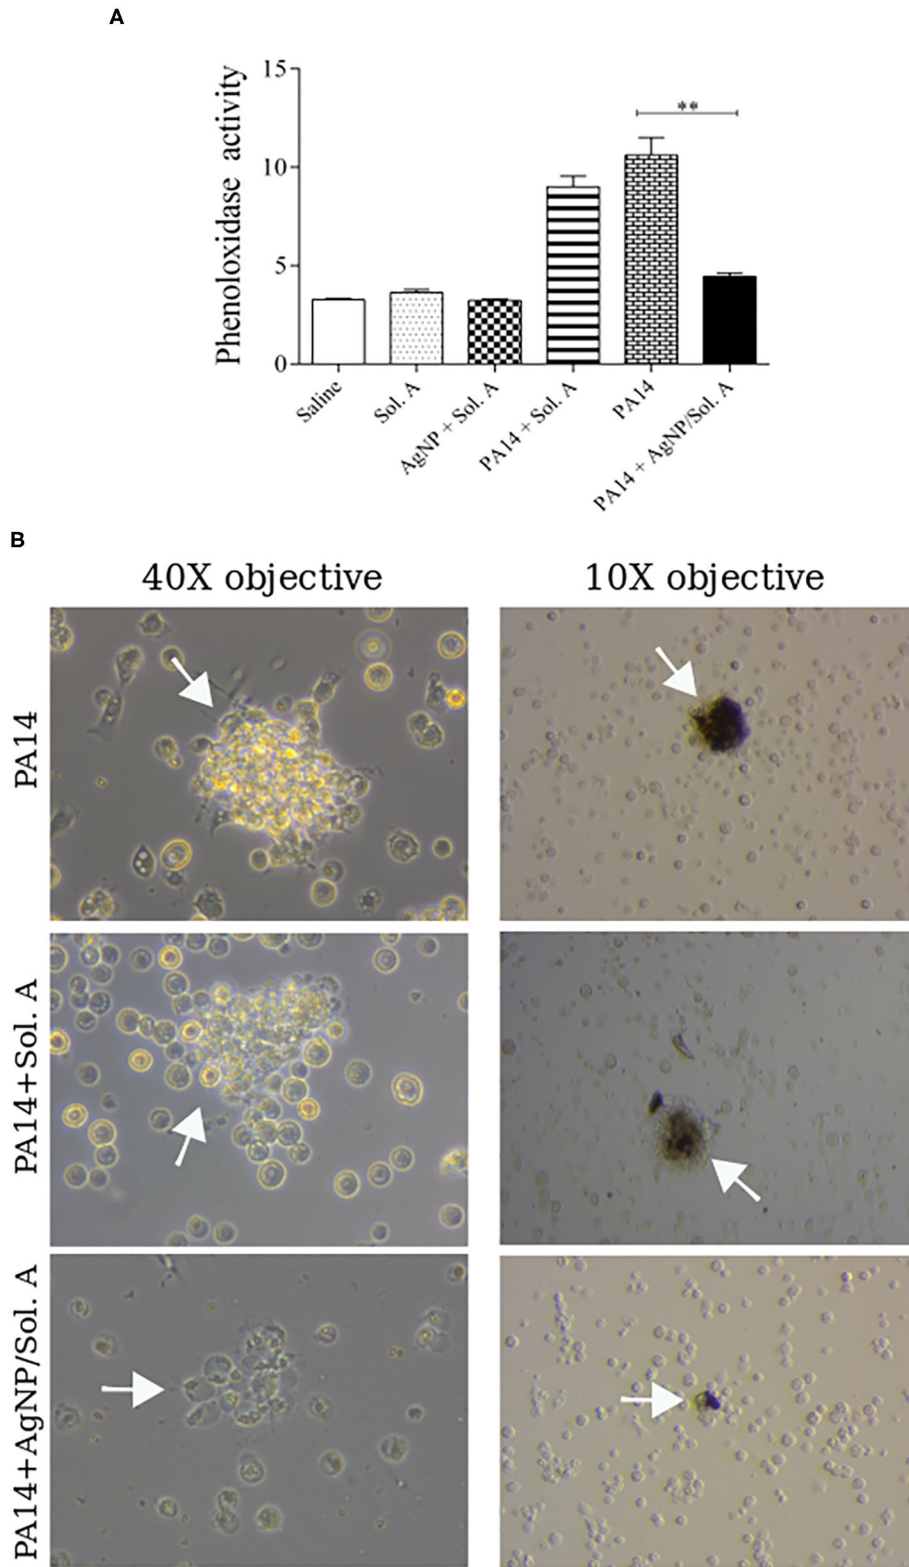 A
Phenoloxidase activity
15
10
5
0
**
Saline
Sol. A
AgNP + Sol. A
PA14 + Sol. A
PA14
PA14 + AgNP/Sol. A
B
40X objective
10X objective
PA14
PA14+Sol. A
PA14+AgNP/Sol. A